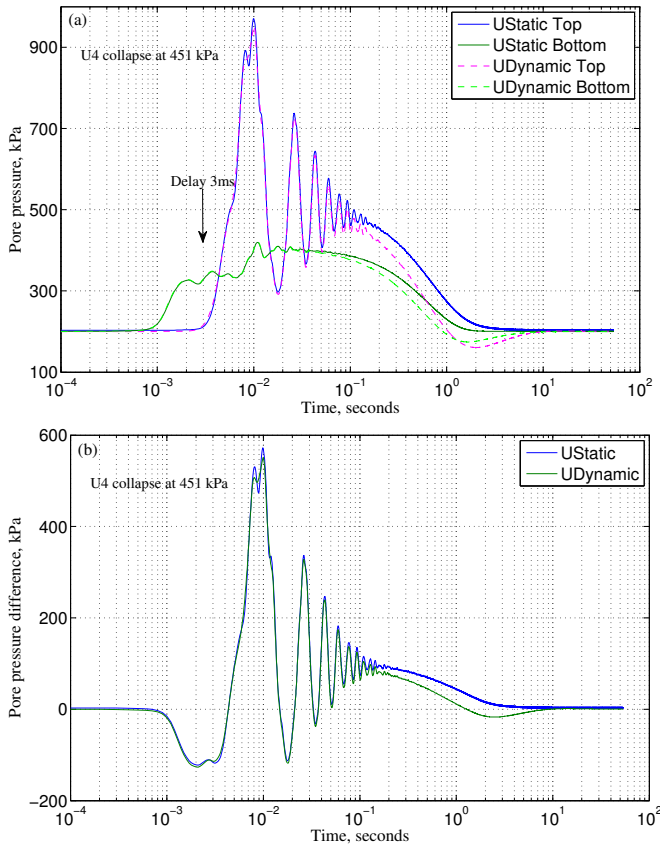 (a)
U4 collapse at 451 kPa
Delay 3ms
UStatic Top
UStatic Bottom
UDynamic Top
UDynamic Bottom
900
700
500
300
100
Pore pressure, kPa
10^-4
10^-3
10^-2
10^-1
10^0
10^1
10^2
Time, seconds
(b)
U4 collapse at 451 kPa
UStatic
UDynamic
600
400
200
0
−200
Pore pressure difference, kPa
10^-4
10^-3
10^-2
10^-1
10^0
10^1
10^2
Time, seconds